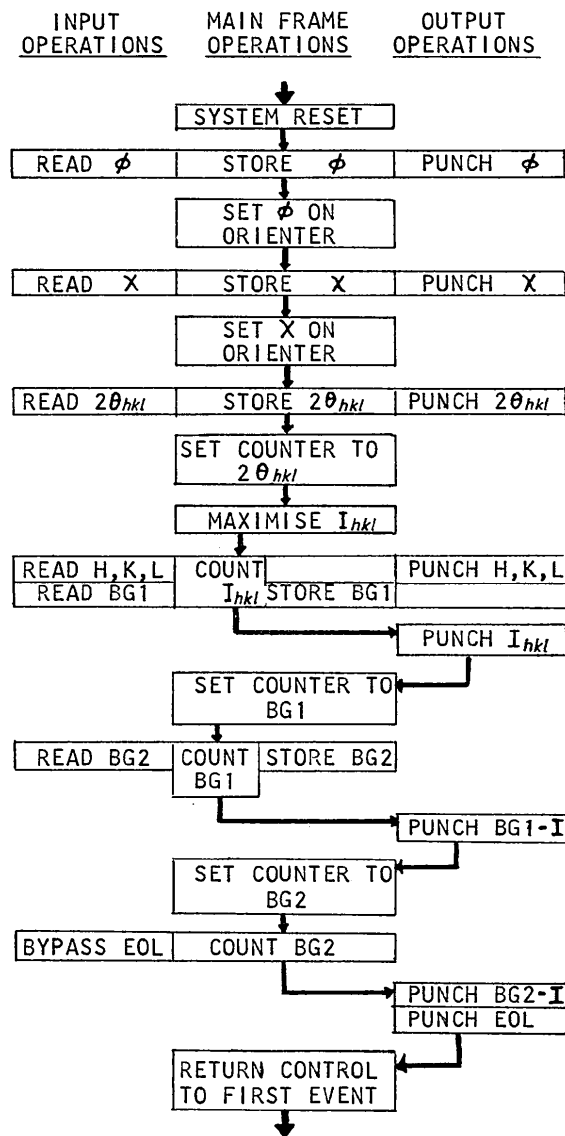 INPUT MAIN FRAME OUTPUT
OPERATIONS OPERATIONS OPERATIONS
SYSTEM RESET
READ ϕ STORE ϕ PUNCH ϕ
SET ϕ ON
ORIENTER
READ χ STORE χ PUNCH χ
SET χ ON
ORIENTER
READ 2θhkl STORE 2θhkl PUNCH 2θhkl
SET COUNTER TO
2θhkl
MAXIMISE Ihkl
READ H,K,L COUNT PUNCH H,K,L
READ BG1 Ihkl STORE BG1
PUNCH Ihkl
SET COUNTER TO
BG1
READ BG2 COUNT STORE BG2
BG1
PUNCH BG1-I
SET COUNTER TO
BG2
BYPASS EOL COUNT BG2
PUNCH BG2-I
PUNCH EOL
RETURN CONTROL
TO FIRST EVENT